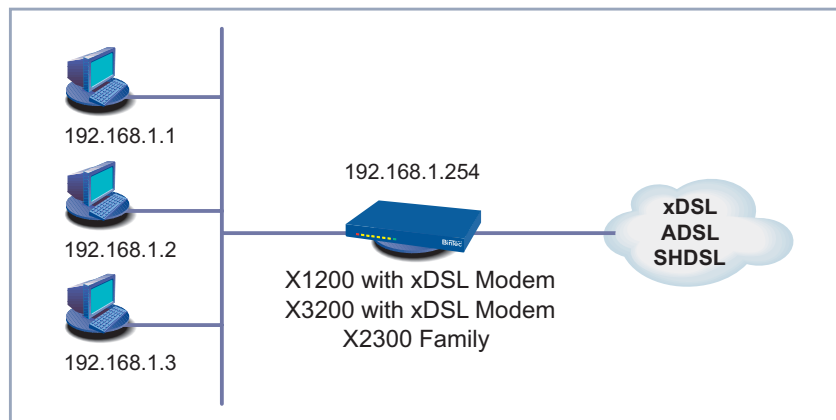 192.168.1.1
192.168.1.2
192.168.1.3
192.168.1.254
BinTec
X1200 with xDSL Modem
X3200 with xDSL Modem
X2300 Family
xDSL
ADSL
SHDSL